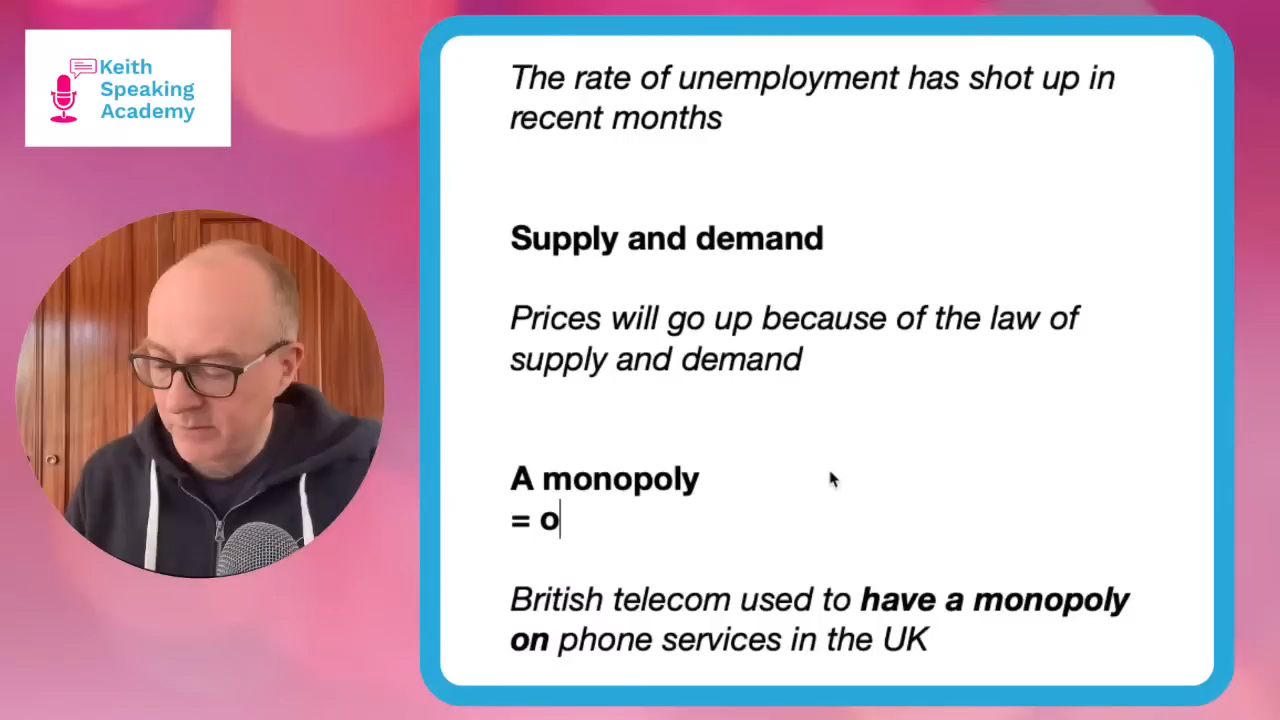 Keith
Speaking
Academy
The rate of unemployment has shot up in
recent months
Supply and demand
Prices will go up because of the law of
supply and demand
A monopoly
= o
British telecom used to have a monopoly
on phone services in the UK